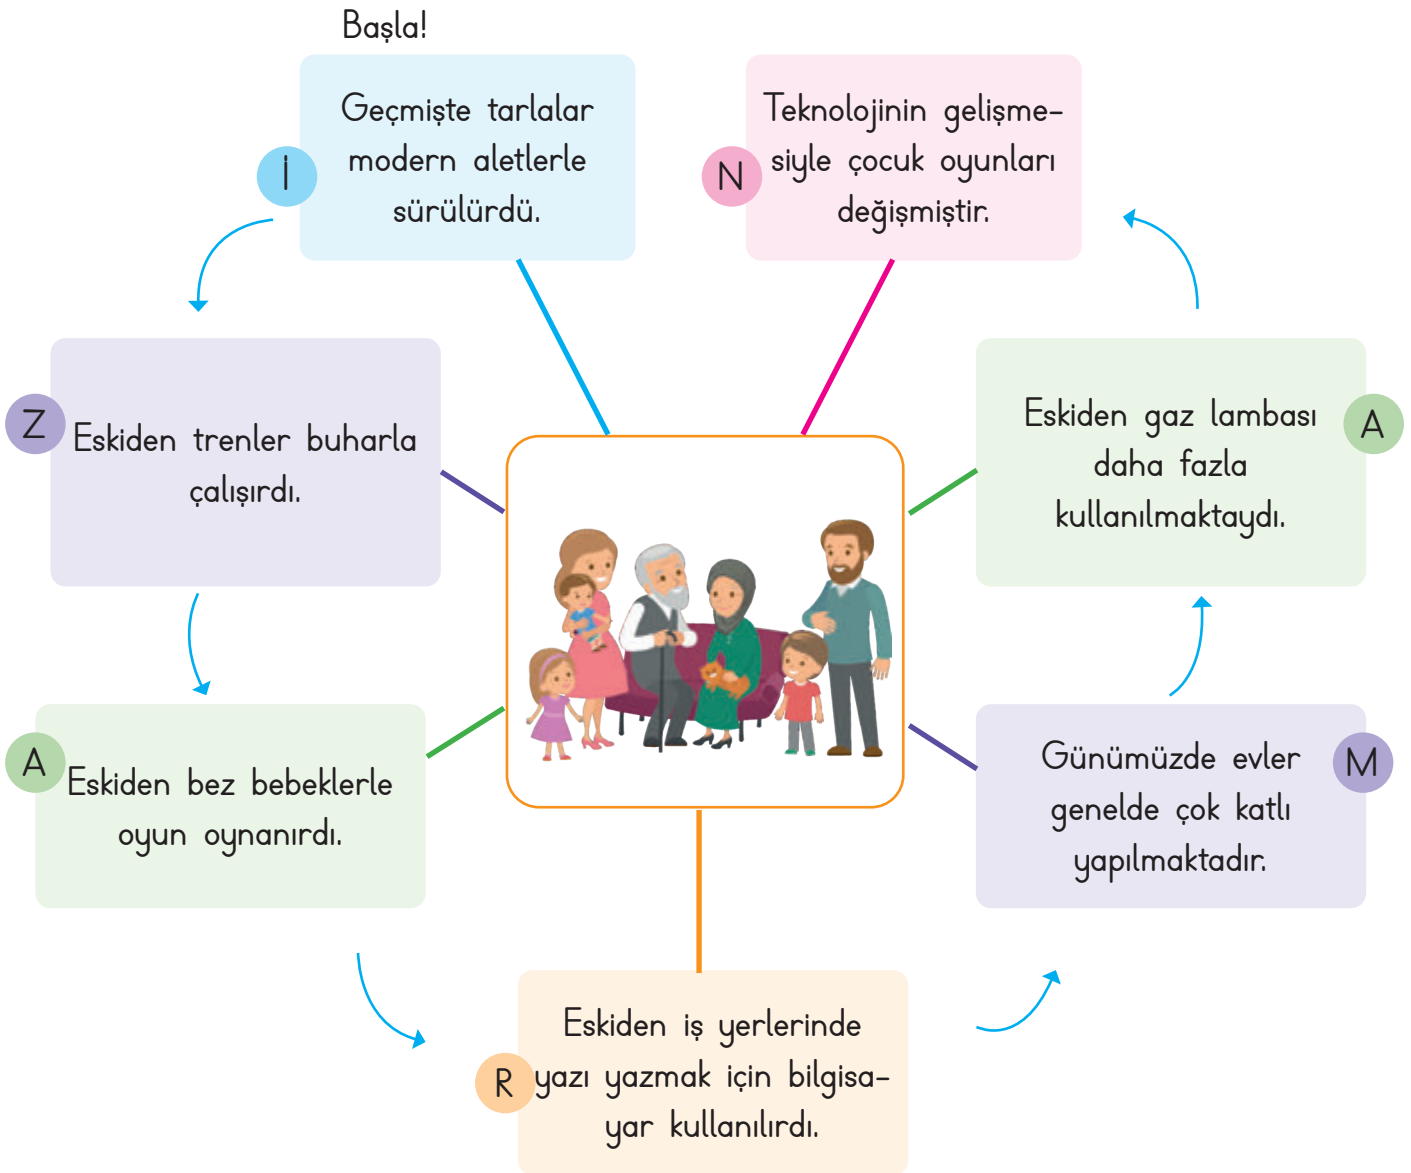 Başla!
İ
Geçmişte tarlalar
modern aletlerle
sürülürdü.
Z
Eskiden trenler buharla
çalışırdı.
A
Eskiden bez bebeklerle
oyun oynanırdı.
R
Eskiden iş yerlerinde
yazı yazmak için bilgisa-
yar kullanılırdı.
M
Günümüzde evler
genelde çok katlı
yapılmaktadır.
A
Eskiden gaz lambası
daha fazla
kullanılmaktaydı.
N
Teknolojinin gelişme-
siyle çocuk oyunları
değişmiştir.